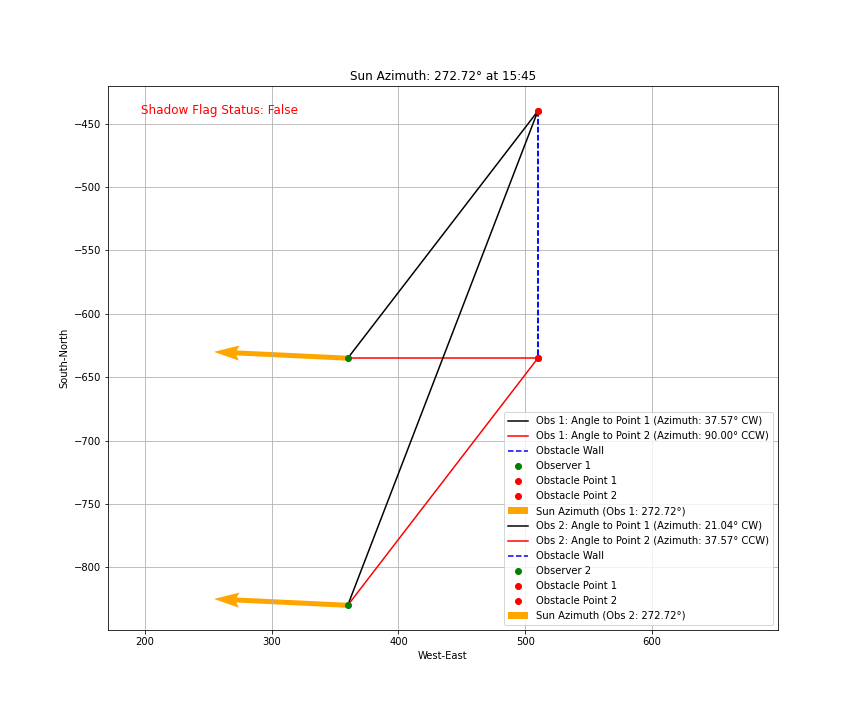 Sun Azimuth: 272.72° at 15:45
Shadow Flag Status: False
−450
−500
−550
−600
−650
−700
−750
−800
South-North
Obs 1: Angle to Point 1 (Azimuth: 37.57° CW)
Obs 1: Angle to Point 2 (Azimuth: 90.00° CCW)
Obstacle Wall
Observer 1
Obstacle Point 1
Obstacle Point 2
Sun Azimuth (Obs 1: 272.72°)
Obs 2: Angle to Point 1 (Azimuth: 21.04° CW)
Obs 2: Angle to Point 2 (Azimuth: 37.57° CCW)
Obstacle Wall
Observer 2
Obstacle Point 1
Obstacle Point 2
Sun Azimuth (Obs 2: 272.72°)
200 300 400 500 600
West-East